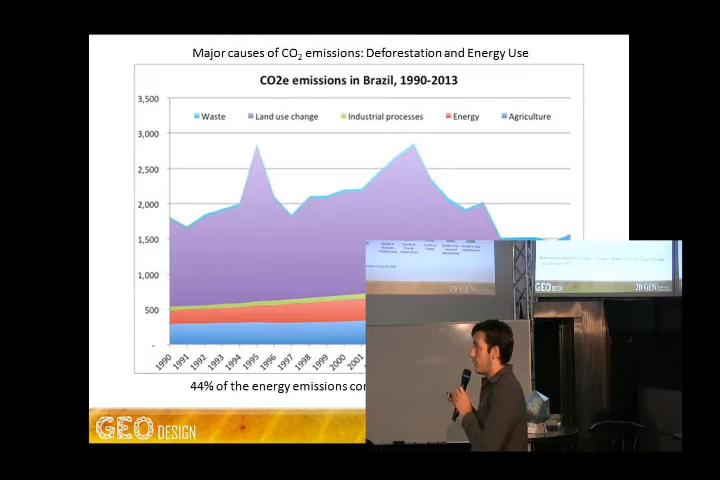 Major causes of CO2 emissions: Deforestation and Energy Use
CO2e emissions in Brazil, 1990-2013
3,500
Waste Land use change Industrial processes Energy Agriculture
3,000
2,500
2,000
1,500
1,000
500
-
1990 1991 1992 1993 1994 1995 1996 1997 1998 1999 2000 2001
44% of the energy emissions co
GEO DESIGN
19 GEN
GEO
20 GEN